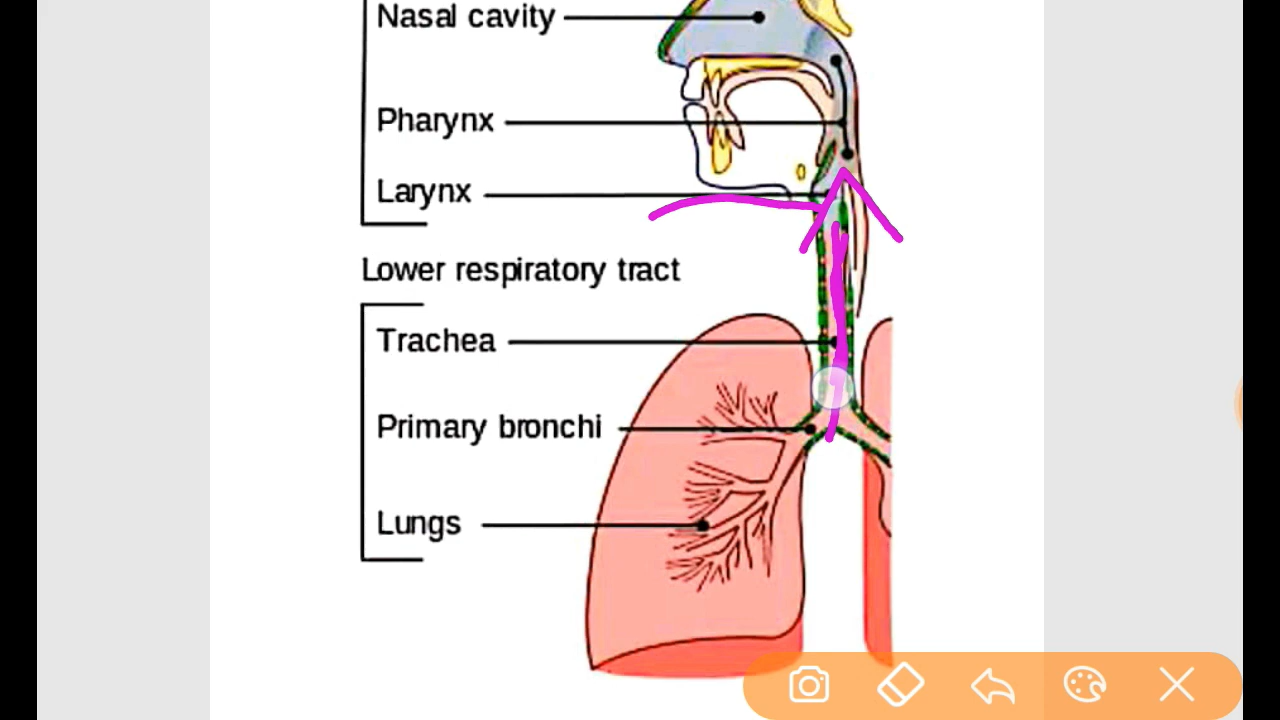 Nasal cavity
Pharynx
Larynx
Lower respiratory tract
Trachea
Primary bronchi
Lungs